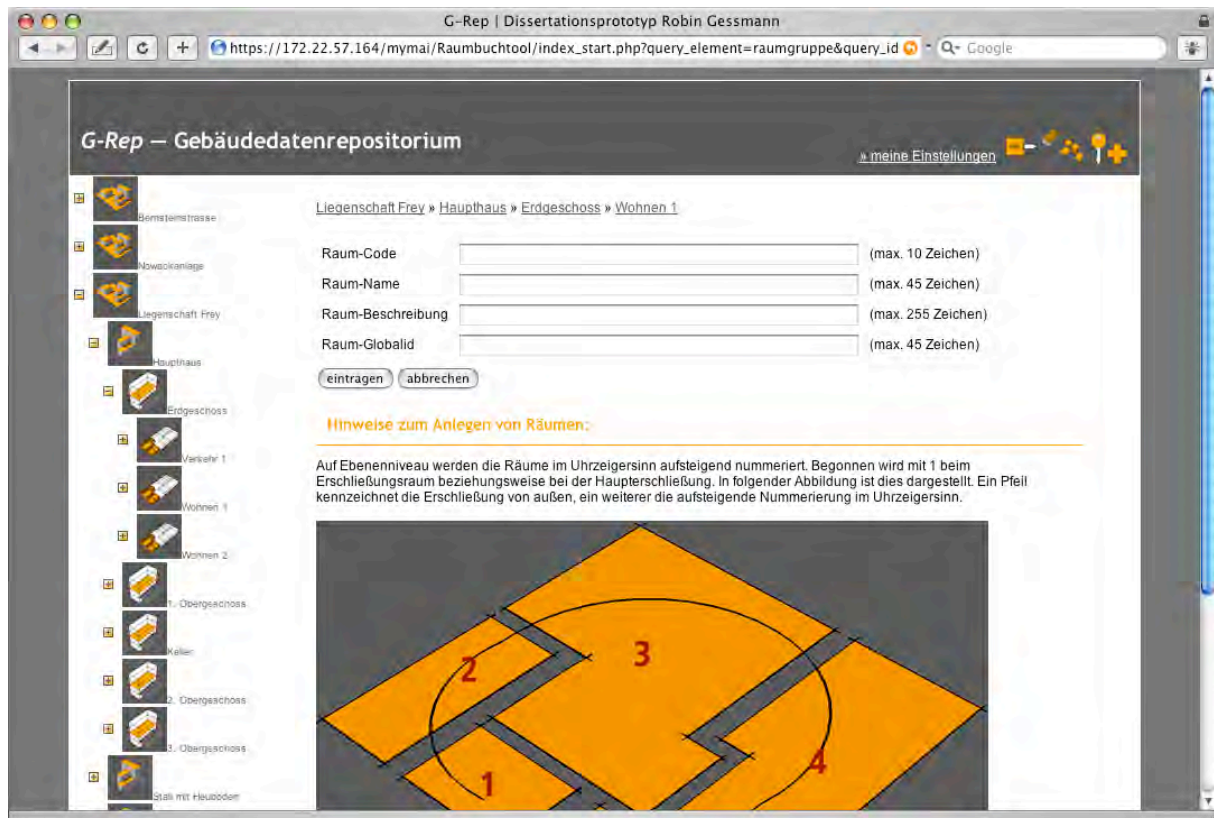 G-Rep | Dissertationsprototyp Robin Gessmann
https://172.22.57.164/mymai/Raumbuchtool/index_start.php?query_element=raumgruppe&query_id
Google
G-Rep — Gebäudedatenrepositorium
» meine Einstellungen
Bernsteinstrasse
Nowackanlage
Liegenschaft Frey
Haupthaus
Erdgeschoss
Verkehr 1
Wohnen 1
Wohnen 2
1. Obergeschoss
Keller
2. Obergeschoss
3. Obergeschoss
Stall mit Heuboden
Liegenschaft Frey » Haupthaus » Erdgeschoss » Wohnen 1
Raum-Code (max. 10 Zeichen)
Raum-Name (max. 45 Zeichen)
Raum-Beschreibung (max. 255 Zeichen)
Raum-Globalid (max. 45 Zeichen)
eintragen abbrechen
Hinweise zum Anlegen von Räumen:
Auf Ebenenniveau werden die Räume im Uhrzeigersinn aufsteigend nummeriert. Begonnen wird mit 1 beim
Erschließungsraum beziehungsweise bei der Haupterschließung. In folgender Abbildung ist dies dargestellt. Ein Pfeil
kennzeichnet die Erschließung von außen, ein weiterer die aufsteigende Nummerierung im Uhrzeigersinn.
3
2
4
1